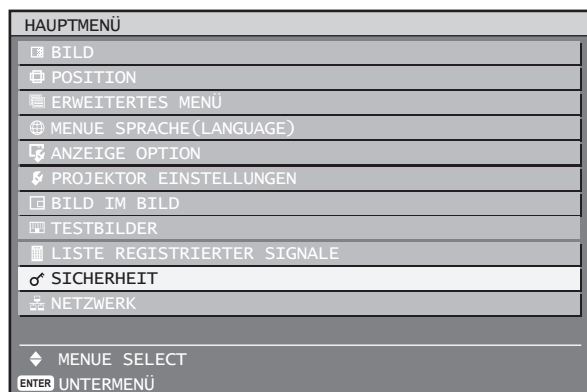 HAUPTMENÜ
BILD
POSITION
ERWEITERTES MENÜ
MENUE SPRACHE(LANGUAGE)
ANZEIGE OPTION
PROJEKTOR EINSTELLUNGEN
BILD IM BILD
TESTBILDER
LISTE REGISTRIERTER SIGNALE
SICHERHEIT
NETZWERK
MENUE SELECT
ENTER UNTERMENÜ